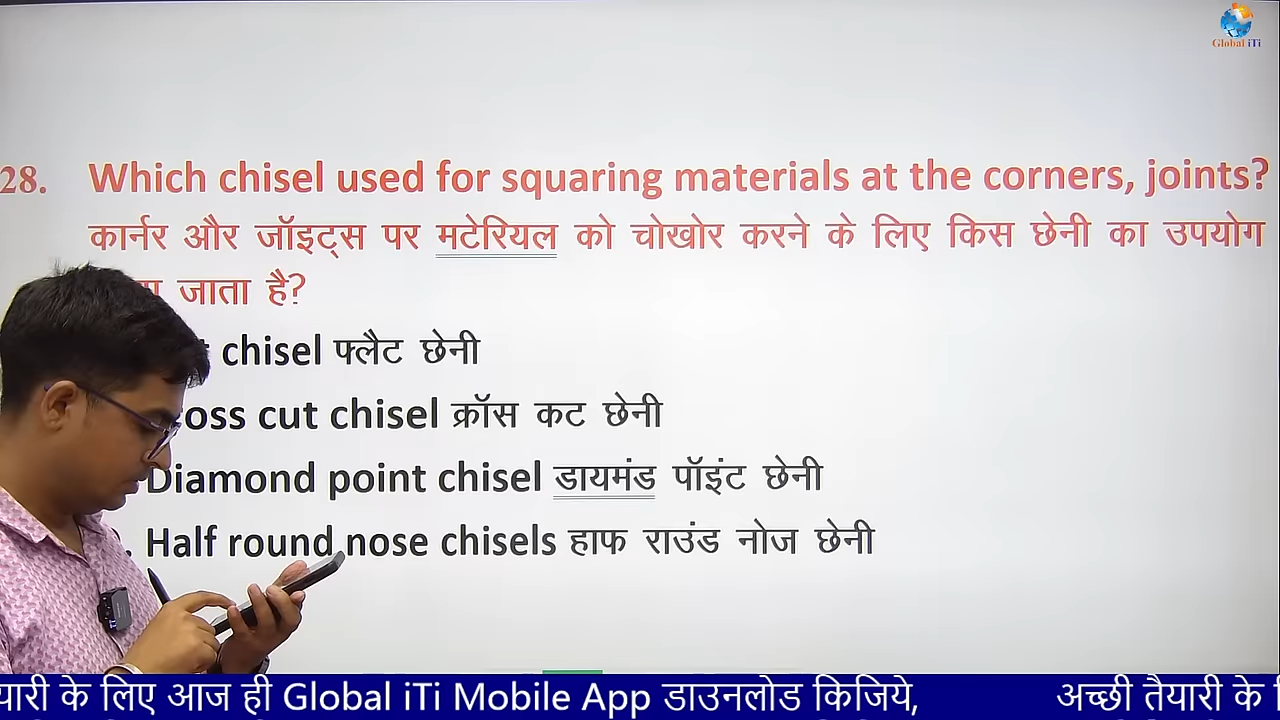 Global iTi
28. Which chisel used for squaring materials at the corners, joints?
कार्नर और जॉइट्स पर मटेरियल को चोखोर करने के लिए किस छेनी का उपयोग
जाता है?
chisel फ्लैट छेनी
cut chisel क्रॉस कट छेनी
Diamond point chisel डायमंड पॉइंट छेनी
Half round nose chisels हाफ राउंड नोज छेनी
के लिए आज ही Global iTi Mobile App डाउनलोड किजिये, अच्छी तैयारी के